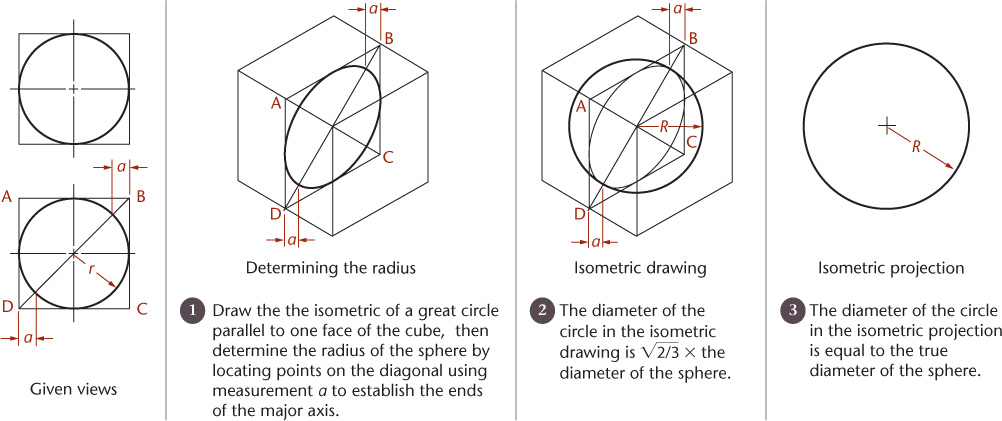 a
A
B
r
D
C
a
Given views
a
B
A
C
D
a
Determining the radius
1 Draw the the isometric of a great circle
parallel to one face of the cube, then
determine the radius of the sphere by
locating points on the diagonal using
measurement a to establish the ends
of the major axis.
a
B
A
R
C
D
a
Isometric drawing
2 The diameter of the
circle in the isometric
drawing is √2/3 × the
diameter of the sphere.
R
Isometric projection
3 The diameter of the circle
in the isometric projection
is equal to the true
diameter of the sphere.